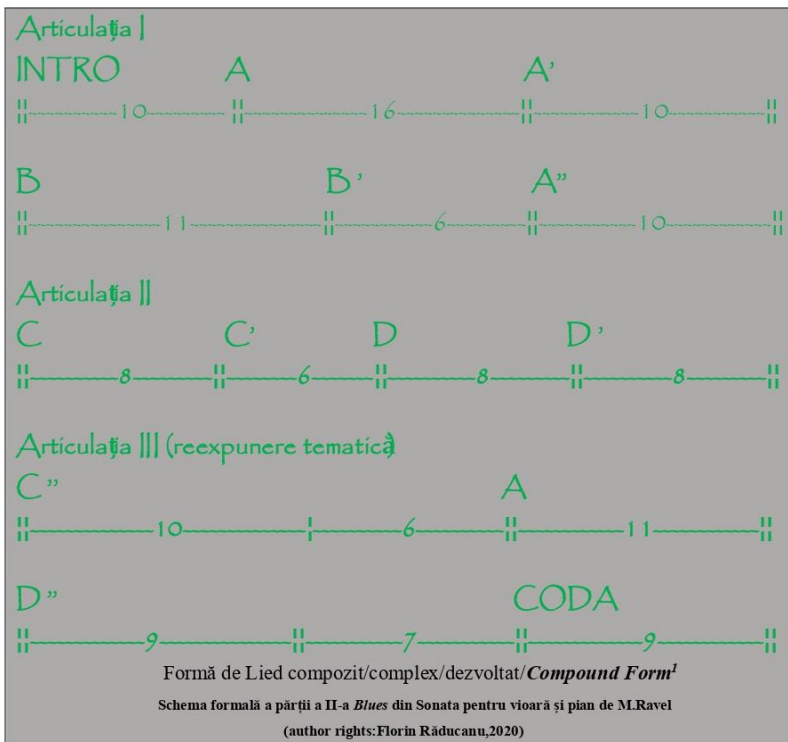 Articulația I
INTRO A A’
||----------10----------||----------16----------||----------10----------||
B B’ A”
||----------11----------||----------6----------||----------10----------||
Articulația II
C C’ D D’
||----------8----------||----------6----------||----------8----------||----------8----------||
Articulația III (reexpunere tematică)
C” A
||----------10----------¦----------6----------||----------11----------||
D” CODA
||----------9----------||----------7----------||----------9----------||
Formă de Lied compozit/complex/dezvoltat/Compound Form¹
Schema formală a părții a II-a Blues din Sonata pentru vioară și pian de M.Ravel
(author rights:Florin Răducanu,2020)